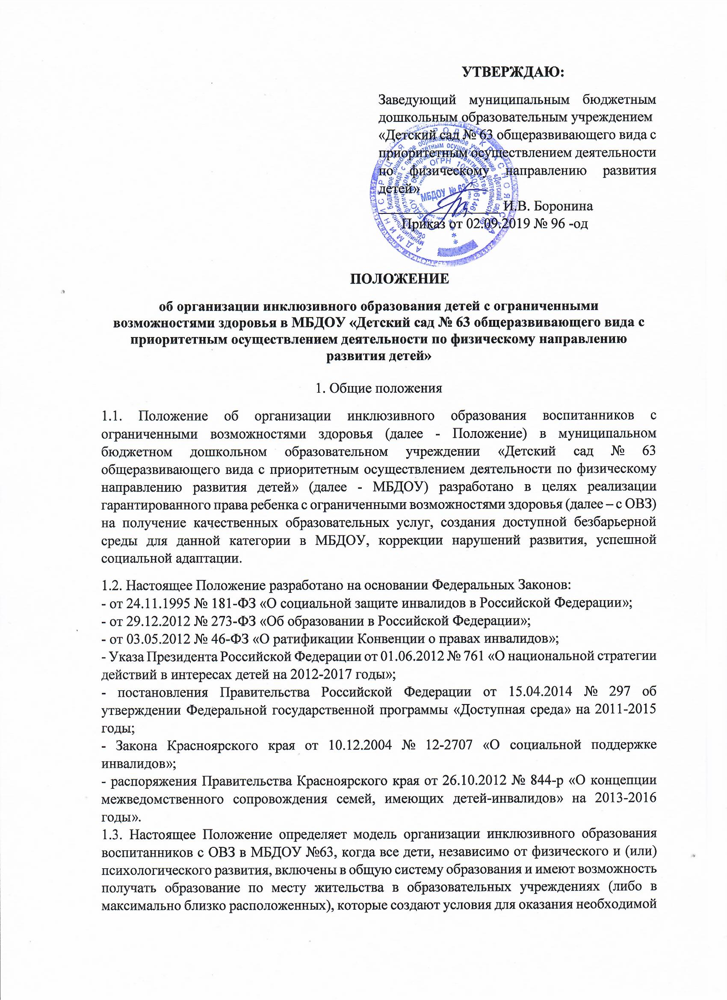 УТВЕРЖДАЮ:
Заведующий муниципальным бюджетным
дошкольным образовательным учреждением
«Детский сад № 63 общеразвивающего вида с
приоритетным осуществлением деятельности
по физическому направлению развития
детей»
МБДОУ № 63
И.В. Боронина
Приказ от 02.09.2019 № 96 -од
ПОЛОЖЕНИЕ
об организации инклюзивного образования детей с ограниченными
возможностями здоровья в МБДОУ «Детский сад № 63 общеразвивающего вида с
приоритетным осуществлением деятельности по физическому направлению
развития детей»
1. Общие положения
1.1. Положение об организации инклюзивного образования воспитанников с
ограниченными возможностями здоровья (далее - Положение) в муниципальном
бюджетном дошкольном образовательном учреждении «Детский сад № 63
общеразвивающего вида с приоритетным осуществлением деятельности по физическому
направлению развития детей» (далее - МБДОУ) разработано в целях реализации
гарантированного права ребенка с ограниченными возможностями здоровья (далее – с ОВЗ)
на получение качественных образовательных услуг, создания доступной безбарьерной
среды для данной категории в МБДОУ, коррекции нарушений развития, успешной
социальной адаптации.
1.2. Настоящее Положение разработано на основании Федеральных Законов:
- от 24.11.1995 № 181-ФЗ «О социальной защите инвалидов в Российской Федерации»;
- от 29.12.2012 № 273-ФЗ «Об образовании в Российской Федерации»;
- от 03.05.2012 № 46-ФЗ «О ратификации Конвенции о правах инвалидов»;
- Указа Президента Российской Федерации от 01.06.2012 № 761 «О национальной стратегии
действий в интересах детей на 2012-2017 годы»;
- постановления Правительства Российской Федерации от 15.04.2014 № 297 об
утверждении Федеральной государственной программы «Доступная среда» на 2011-2015
годы;
- Закона Красноярского края от 10.12.2004 № 12-2707 «О социальной поддержке
инвалидов»;
- распоряжения Правительства Красноярского края от 26.10.2012 № 844-р «О концепции
межведомственного сопровождения семей, имеющих детей-инвалидов» на 2013-2016
годы».
1.3. Настоящее Положение определяет модель организации инклюзивного образования
воспитанников с ОВЗ в МБДОУ №63, когда все дети, независимо от физического и (или)
психологического развития, включены в общую систему образования и имеют возможность
получать образование по месту жительства в образовательных учреждениях (либо в
максимально близко расположенных), которые создают условия для оказания необходимой